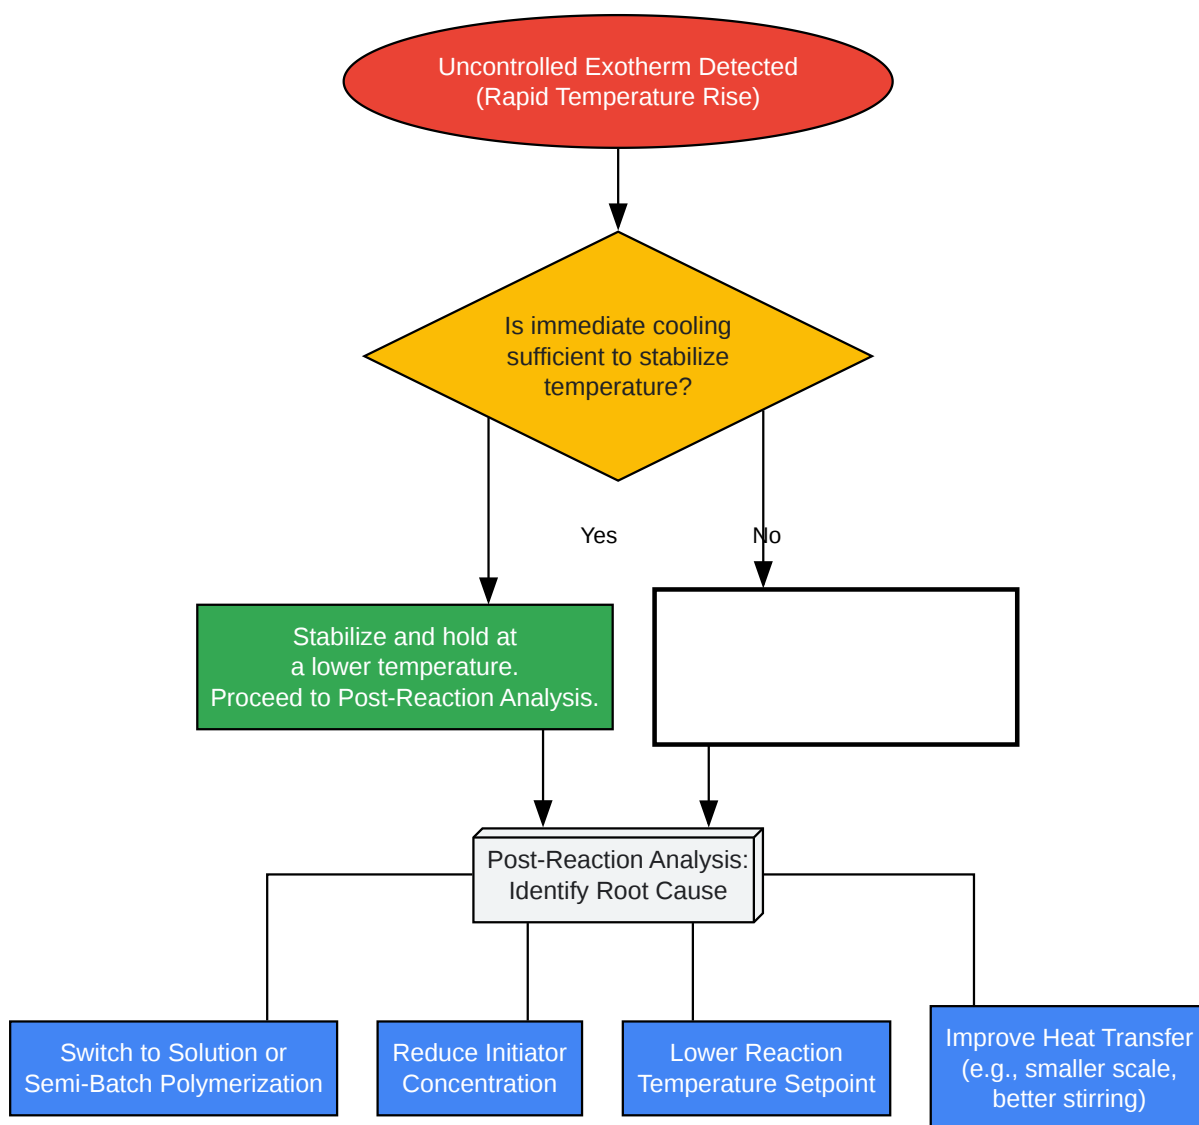 Uncontrolled Exotherm Detected
(Rapid Temperature Rise)
Is immediate cooling
sufficient to stabilize
temperature?
Yes
No
Stabilize and hold at
a lower temperature.
Proceed to Post-Reaction Analysis.
Post-Reaction Analysis:
Identify Root Cause
Switch to Solution or
Semi-Batch Polymerization
Reduce Initiator
Concentration
Lower Reaction
Temperature Setpoint
Improve Heat Transfer
(e.g., smaller scale,
better stirring)